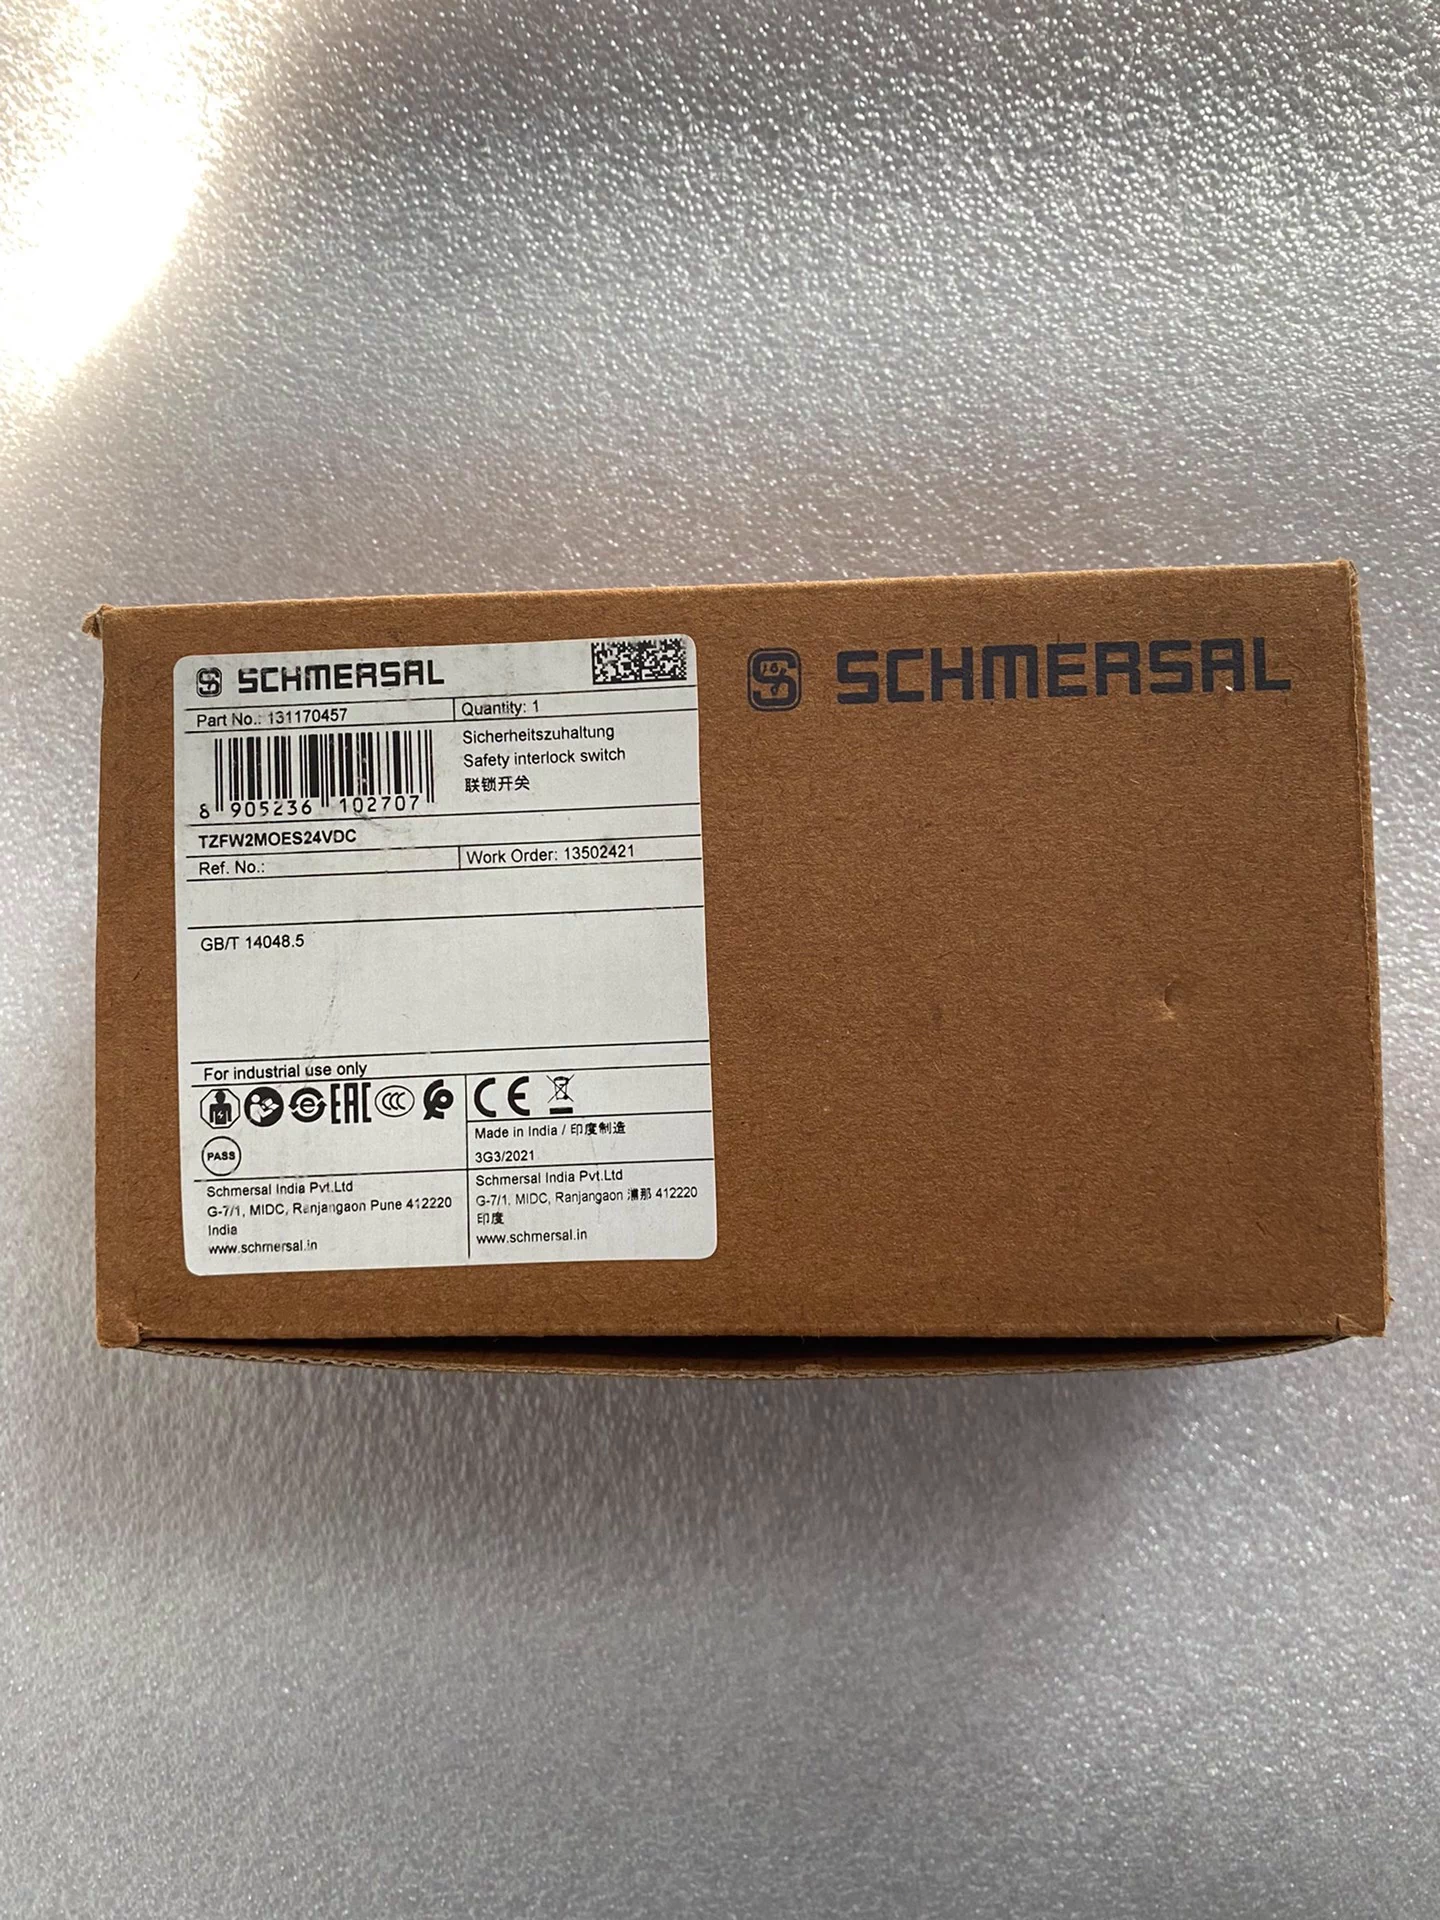 SCHMERSAL
SCHMERSAL
Part No.: 131170457
Quantity: 1
Sicherheitszuhaltung
Safety interlock switch
联锁开关
8 905236 102707
TZFW2MOES24VDC
Ref. No.:
Work Order: 13502421
GB/T 14048.5
For industrial use only
EAC
CCC
CE
PASS
Made in India / 印度制造
3G3/2021
Schmersal India Pvt.Ltd
G-7/1, MIDC, Ranjangaon Pune 412220
India
www.schmersal.in
Schmersal India Pvt.Ltd
G-7/1, MIDC, Ranjangaon 浦那 412220
印度
www.schmersal.in